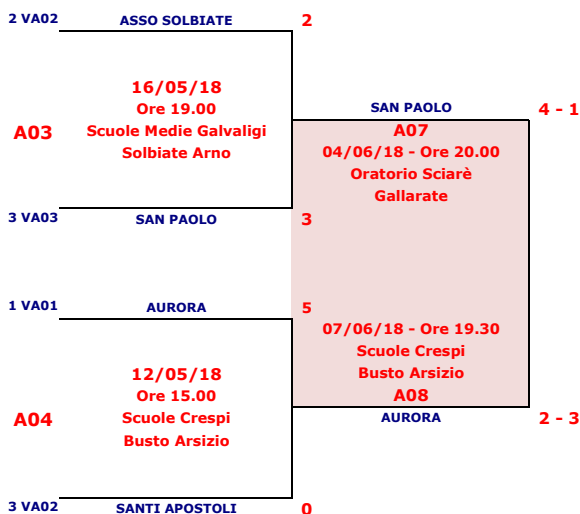 2 VA02 ASSO SOLBIATE 2
16/05/18
Ore 19.00
A03 Scuole Medie Galvaligi
Solbiate Arno
3 VA03 SAN PAOLO 3
SAN PAOLO 4 - 1
A07
04/06/18 - Ore 20.00
Oratorio Sciarè
Gallarate
1 VA01 AURORA 5
12/05/18
Ore 15.00
A04 Scuole Crespi
Busto Arsizio
3 VA02 SANTI APOSTOLI 0
07/06/18 - Ore 19.30
Scuole Crespi
Busto Arsizio
A08
AURORA 2 - 3